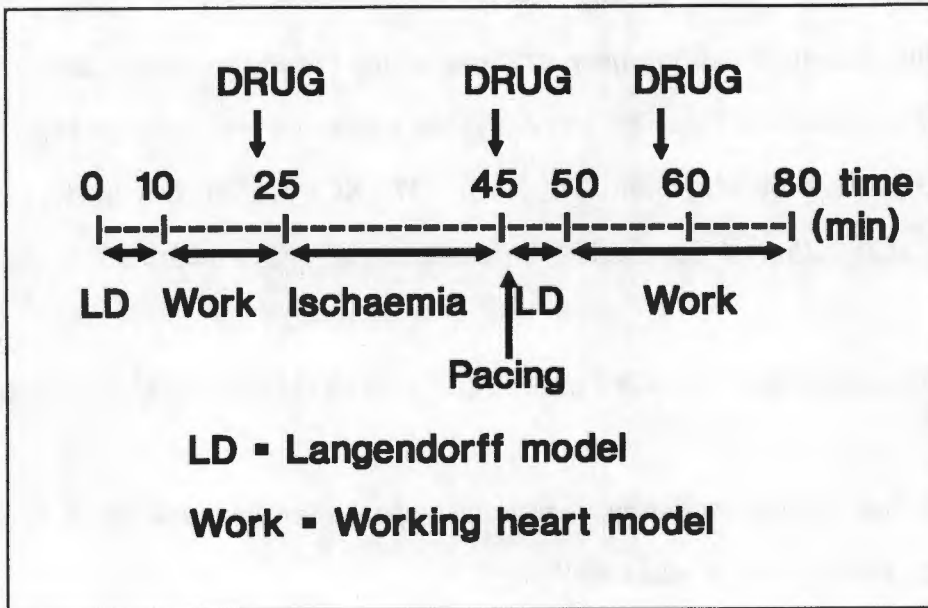 DRUG DRUG DRUG
0 10 25 45 50 60 80 time
(min)
LD Work Ischaemia LD Work
Pacing
LD = Langendorff model
Work = Working heart model